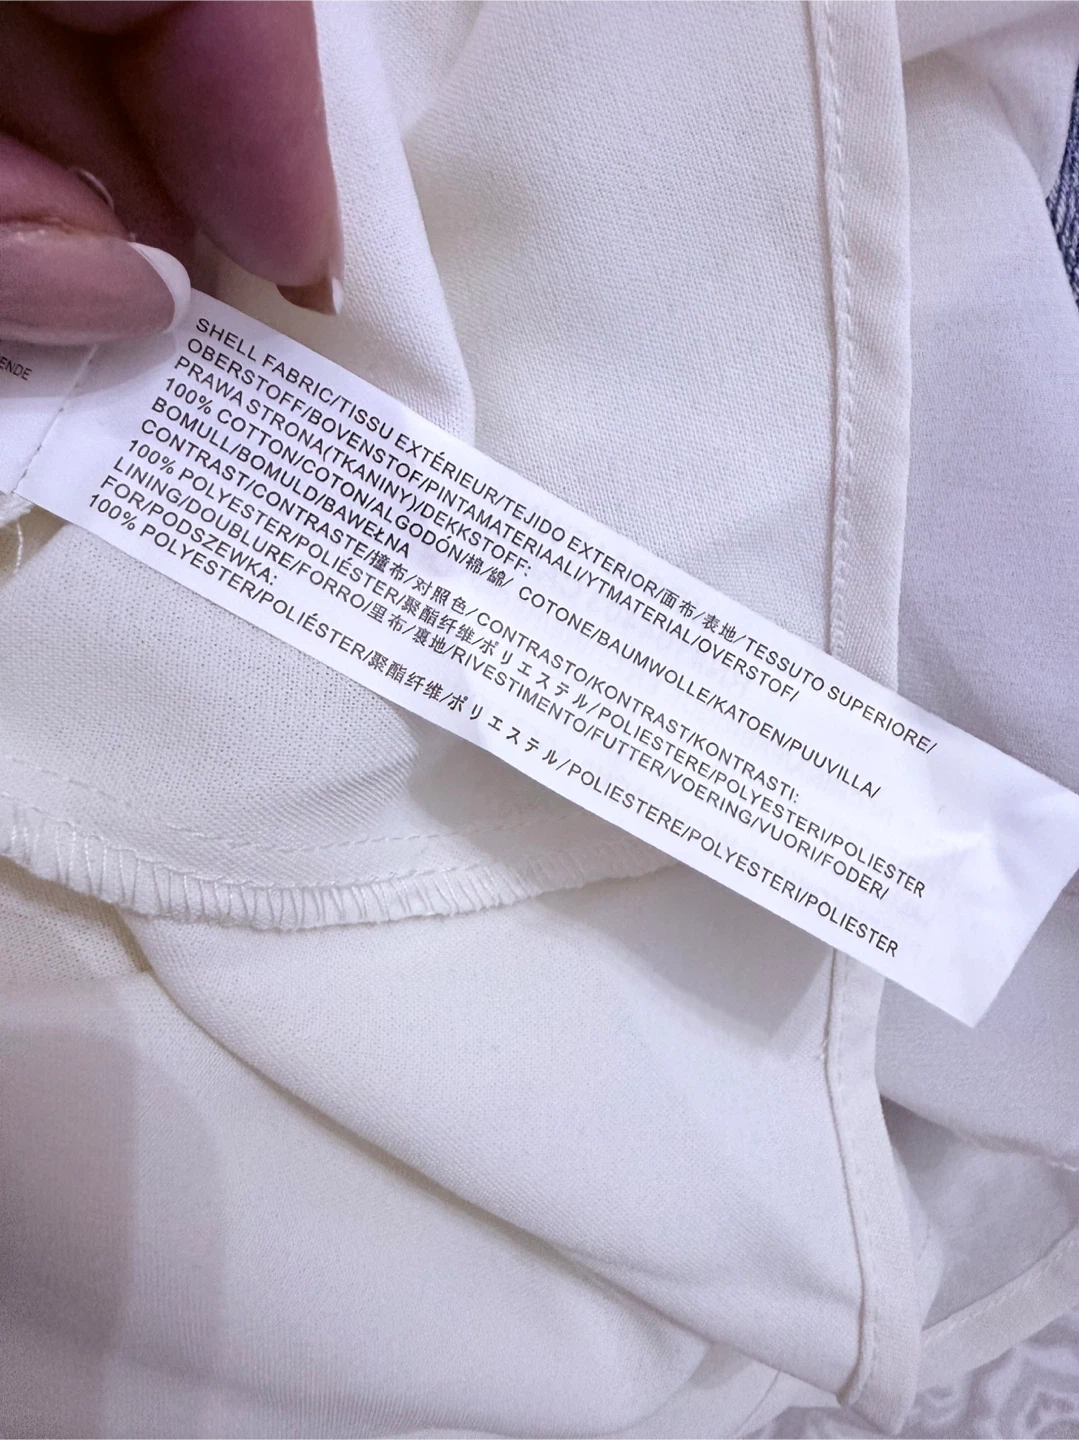 ENDE
SHELL FABRIC/TISSU EXTÉRIEUR/TEJIDO EXTERIOR/面布/表地/TESSUTO SUPERIORE/
OBERSTOFF/BOVENSTOF/PINTAMATERIAALI/YTMATERIAL/OVERSTOF/
PRAWA STRONA(TKANINY)/DEKKSTOFF:
100% COTTON/COTON/ALGODÓN/棉/綿/ COTONE/BAUMWOLLE/KATOEN/PUUVILLA/
BOMULL/BOMULD/BAWEŁNA
CONTRAST/CONTRASTE/撞布/对照色/CONTRASTO/KONTRAST/KONTRASTI:
100% POLYESTER/POLIÉSTER/聚酯纤维/ポリエステル/POLIESTERE/POLYESTERI/POLIESTER
LINING/DOUBLURE/FORRO/里布/裏地/RIVESTIMENTO/FUTTER/VOERING/VUORI/FODER/
FOR/PODSZEWKA:
100% POLYESTER/POLIÉSTER/聚酯纤维/ポリエステル/POLIESTERE/POLYESTERI/POLIESTER